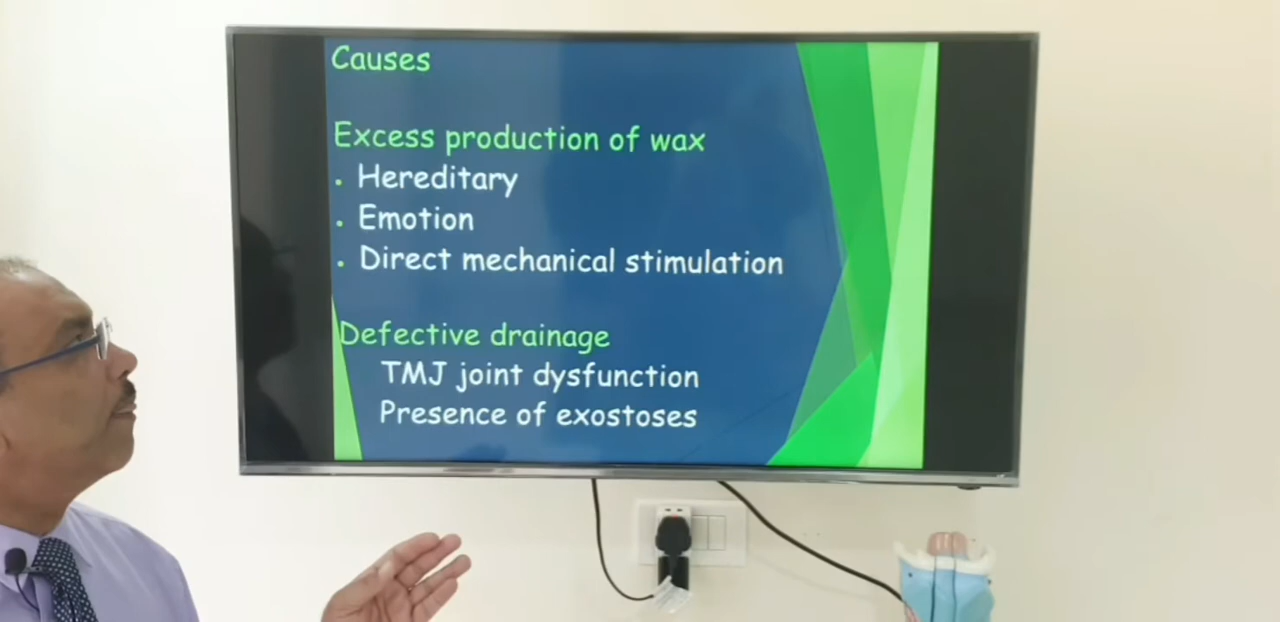 Causes
Excess production of wax
. Hereditary
. Emotion
. Direct mechanical stimulation
Defective drainage
TMJ joint dysfunction
Presence of exostoses